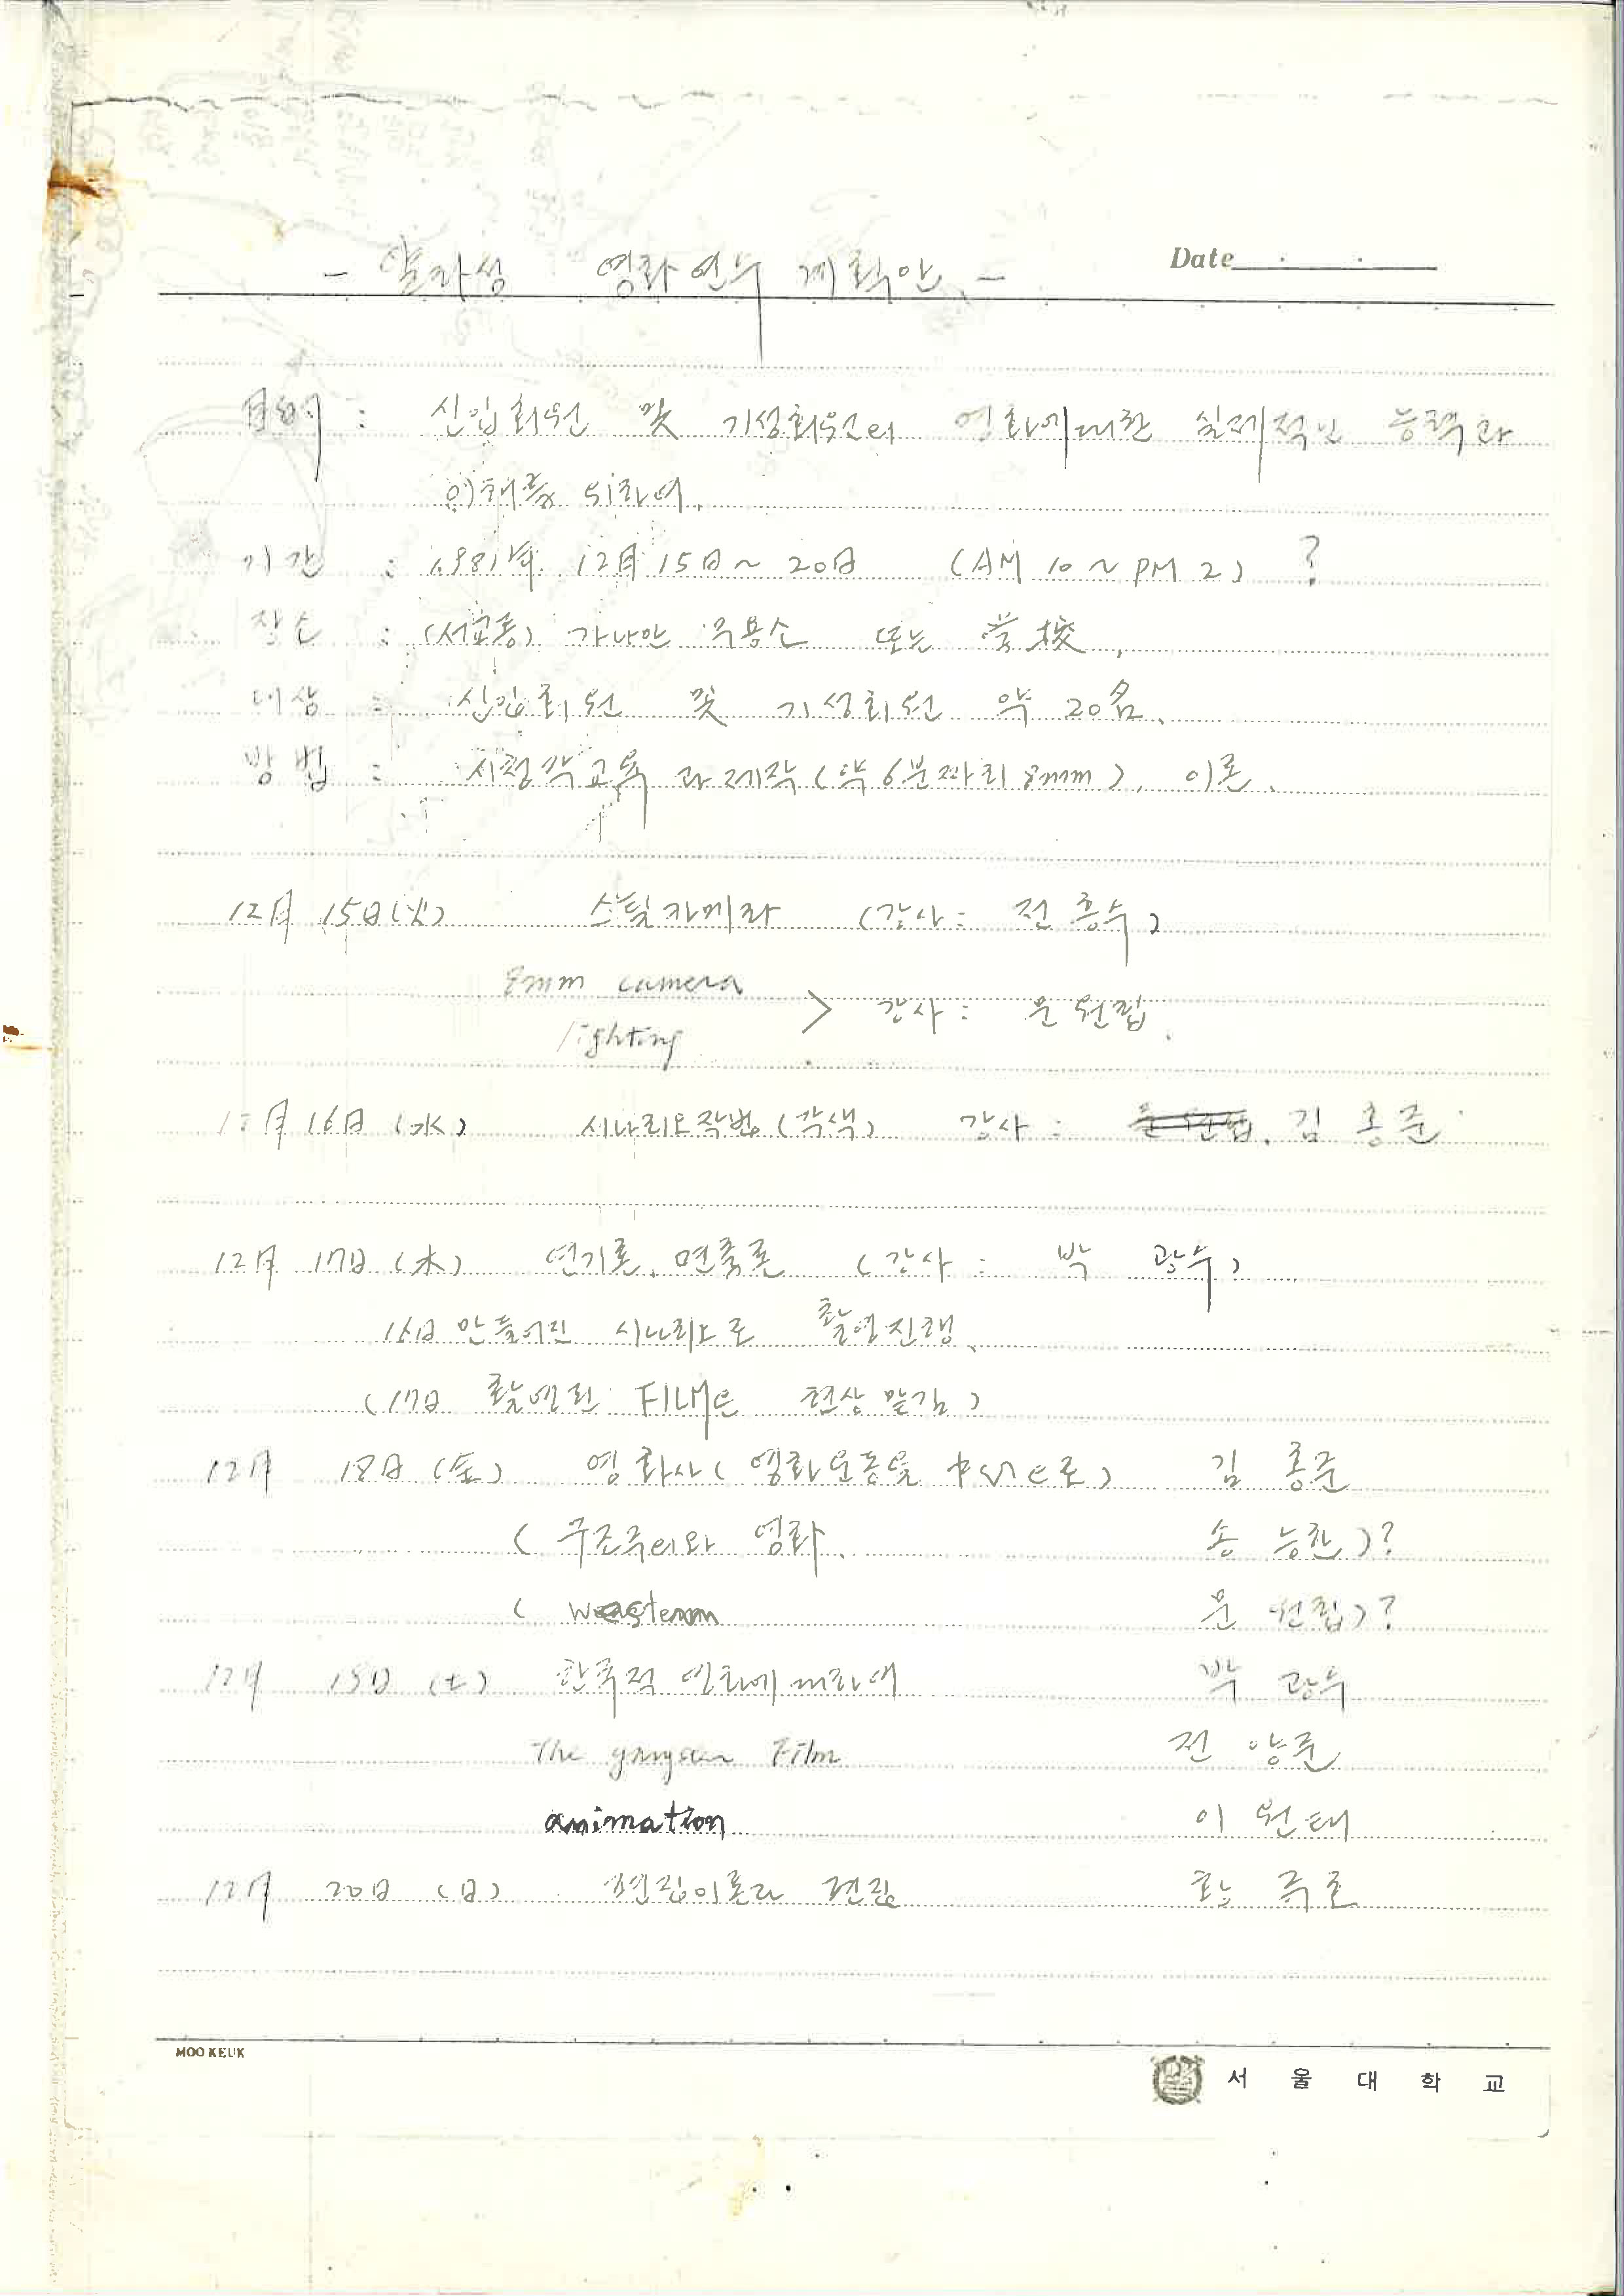 - 얄라성 영화연수 계획안 -
Date
目的 : 신입회원 및 기성회원의 영화에대한 실제적인 능력과
이해를 위하여.
기간 : 1981年 12月 15日 ~ 20日 (AM 10 ~ PM 2) ?
장소 : (서교동) 가나안 또는 学校.
대상 : 신입회원 및 기성회원 약 20名.
방법 : 시청각교육과 제작 (약 6분짜리 8mm), 이론.
12月 15日 (火) 스틸카메라 (강사 : 전흥수)
8mm camera
lighting > 강사 : 문원립.
12月 16日 (水) 시나리오작법 (각색) 강사 : 김홍준
12月 17日 (木) 연기론, 연출론 (강사 : 박광수)
16日 만들어진 시나리오로 촬영진행.
(17日 촬영된 FILM은 현상 맡김)
12月 18日 (金) 영화사 (영화운동을 中心으로) 김홍준
( 구조주의와 영화. 송능한 )?
( weastern 문원립 )?
12月 19日 (土) 한국적 영화에 대하여 박광수
The Film 전양준
animation 이원태
12月 20日 (日) 편집이론과 편집 황규호
MOO KEUK
서울대학교